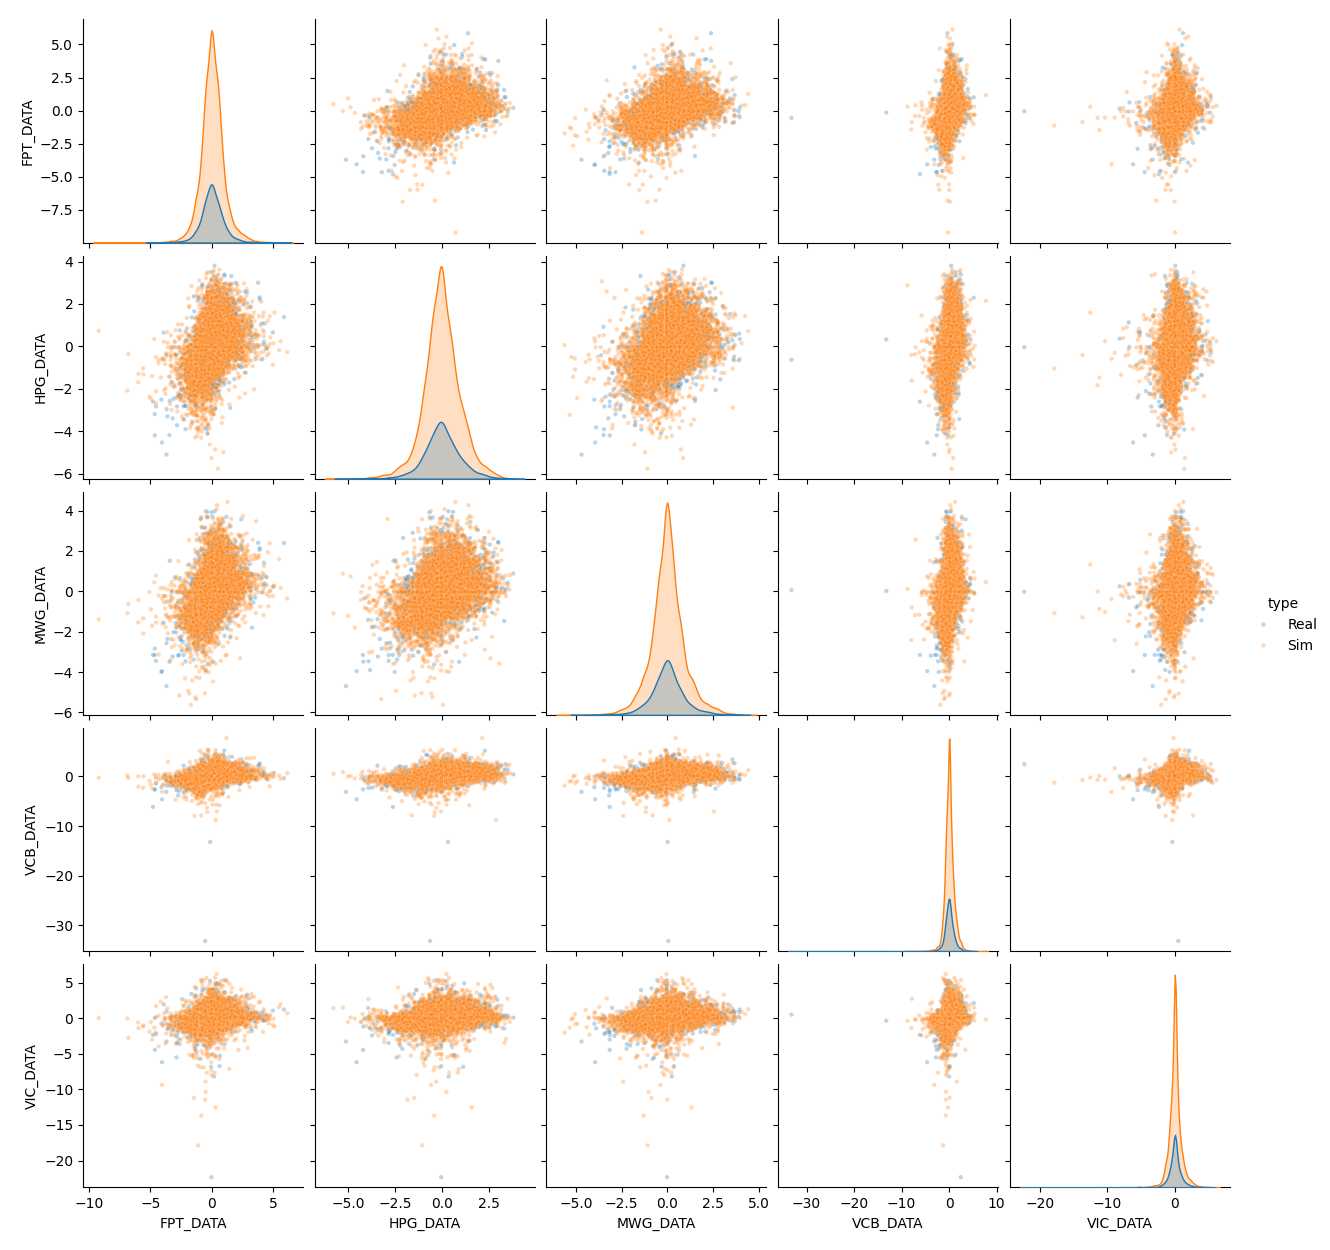 FPT_DATA
5.0
2.5
0.0
−2.5
−5.0
−7.5
HPG_DATA
4
2
0
−2
−4
−6
MWG_DATA
4
2
0
−2
−4
−6
type
Real
Sim
VCB_DATA
0
−10
−20
−30
VIC_DATA
5
0
−5
−10
−15
−20
−10 −5 0 5
−5.0 −2.5 0.0 2.5
−5.0 −2.5 0.0 2.5 5.0
−30 −20 −10 0 10
−20 −10 0
FPT_DATA
HPG_DATA
MWG_DATA
VCB_DATA
VIC_DATA